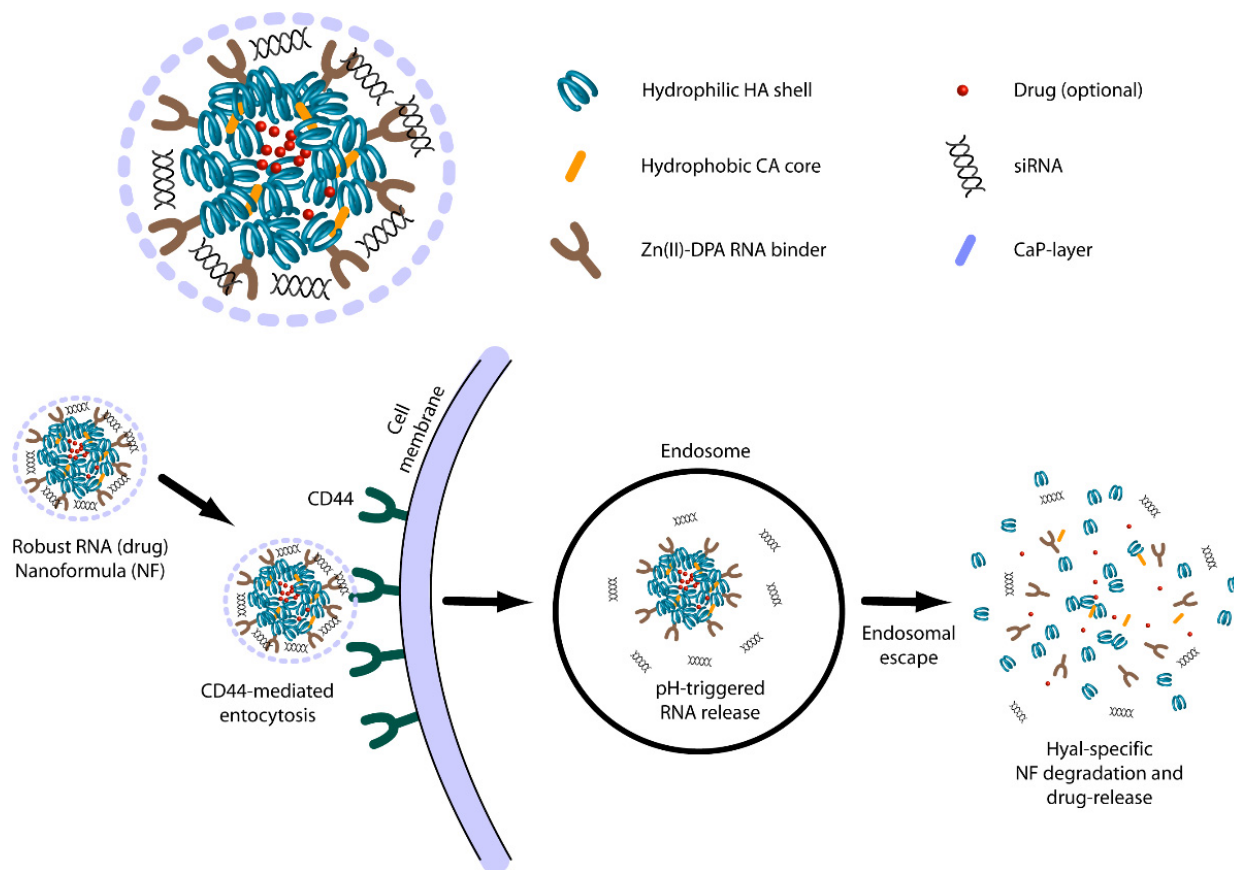 Hydrophilic HA shell
Drug (optional)
Hydrophobic CA core
siRNA
Zn(II)-DPA RNA binder
CaP-layer
Robust RNA (drug)
Nanoformula (NF)
CD44
Cell
membrane
CD44-mediated
entocytosis
Endosome
pH-triggered
RNA release
Endosomal
escape
Hyal-specific
NF degradation and
drug-release